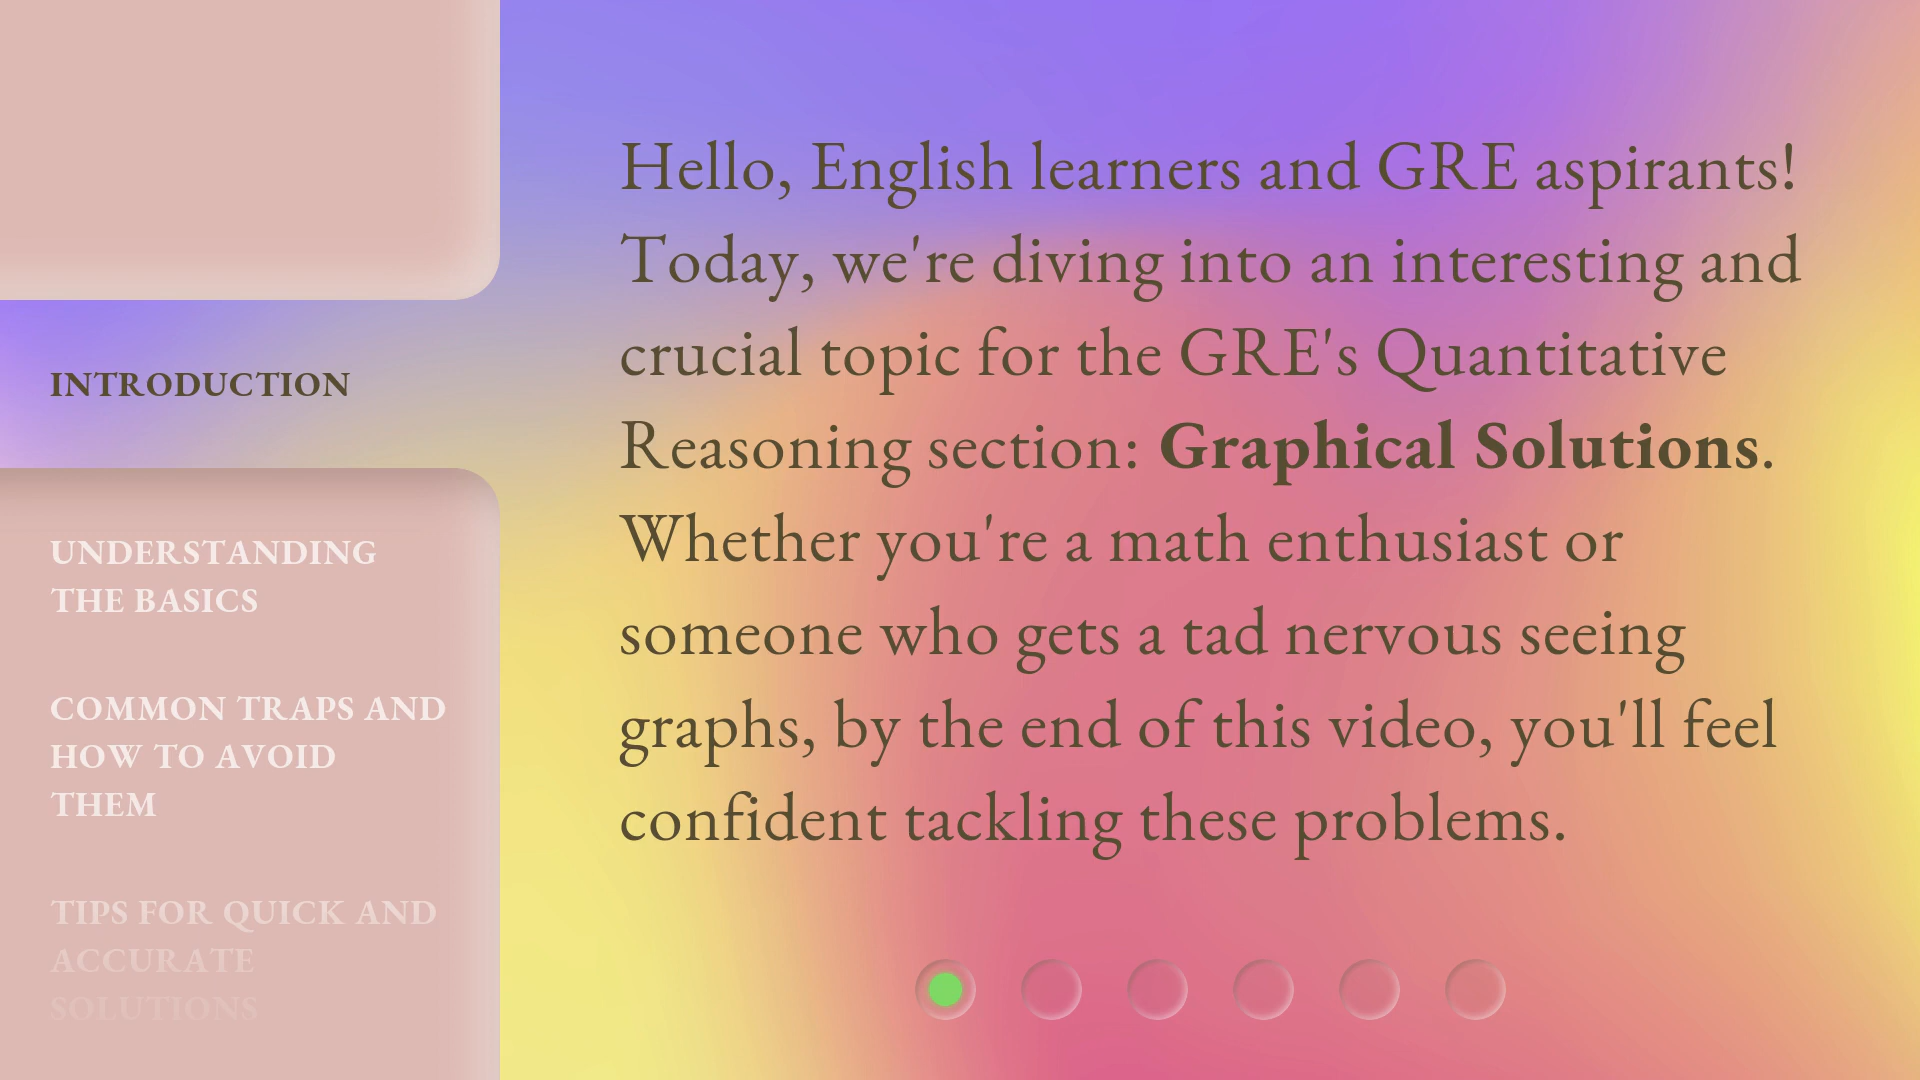 INTRODUCTION
UNDERSTANDING
THE BASICS
COMMON TRAPS AND
HOW TO AVOID
THEM
TIPS FOR QUICK AND
ACCURATE
SOLUTIONS
Hello, English learners and GRE aspirants!
Today, we're diving into an interesting and
crucial topic for the GRE's Quantitative
Reasoning section: Graphical Solutions.
Whether you're a math enthusiast or
someone who gets a tad nervous seeing
graphs, by the end of this video, you'll feel
confident tackling these problems.